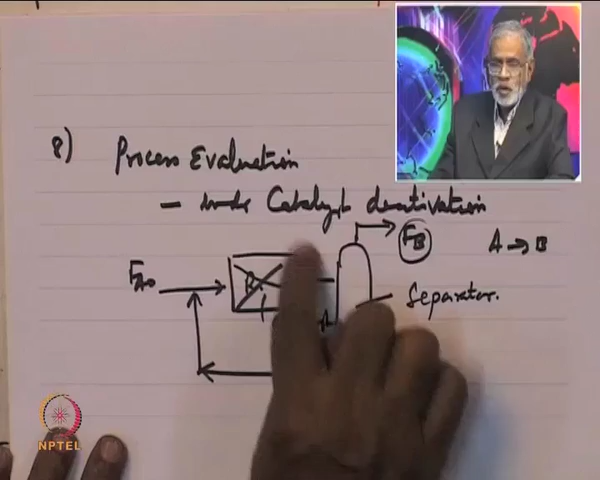 8) Process Evaluation
- under Catalyst deactivation
FB A → B
FA0 R
Separator.
NPTEL